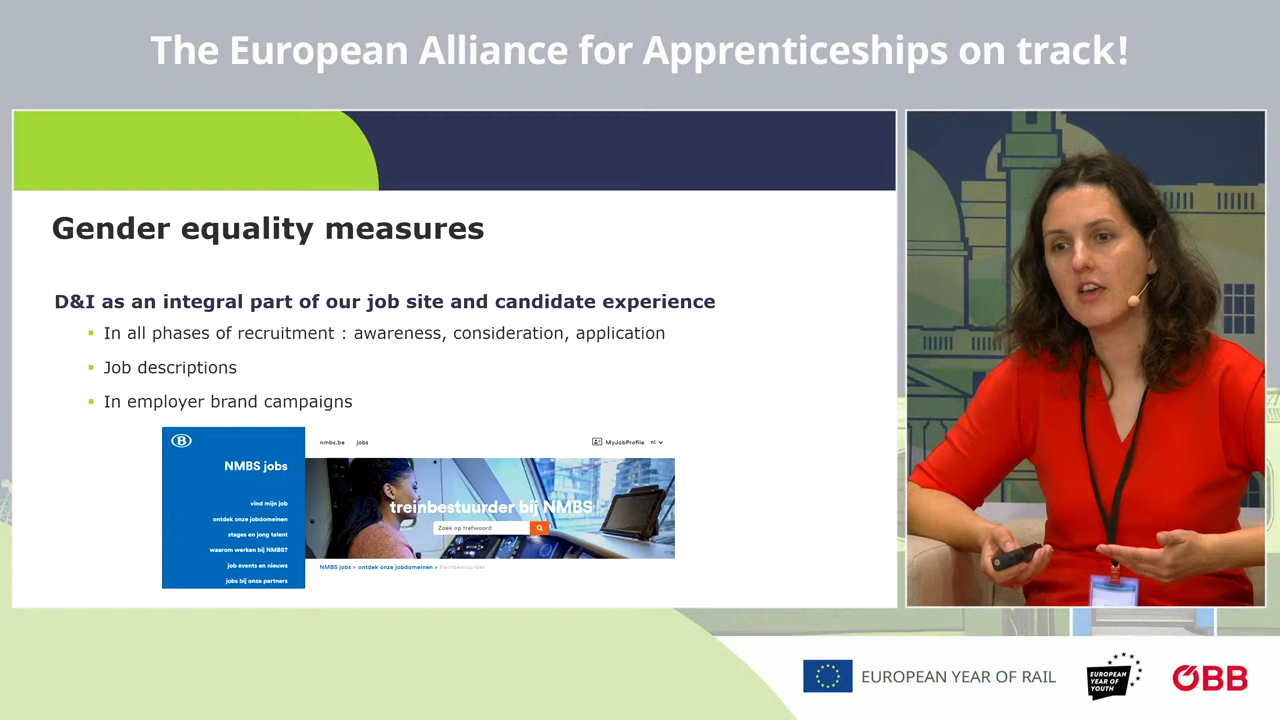 The European Alliance for Apprenticeships on track!
Gender equality measures
D&I as an integral part of our job site and candidate experience
In all phases of recruitment : awareness, consideration, application
Job descriptions
In employer brand campaigns
B
NMBS jobs
vind mijn job
ontdek onze jobdomeinen
stages en jong talent
waarom werken bij NMBS?
job events en nieuws
jobs bij onze partners
nmbs.be jobs MyJobProfile nl
treinbestuurder bij NMBS
Zoek op trefwoord
NMBS jobs > ontdek onze jobdomeinen > treinbestuurder
EUROPEAN YEAR OF RAIL
EUROPEAN
YEAR OF
YOUTH
ÖBB